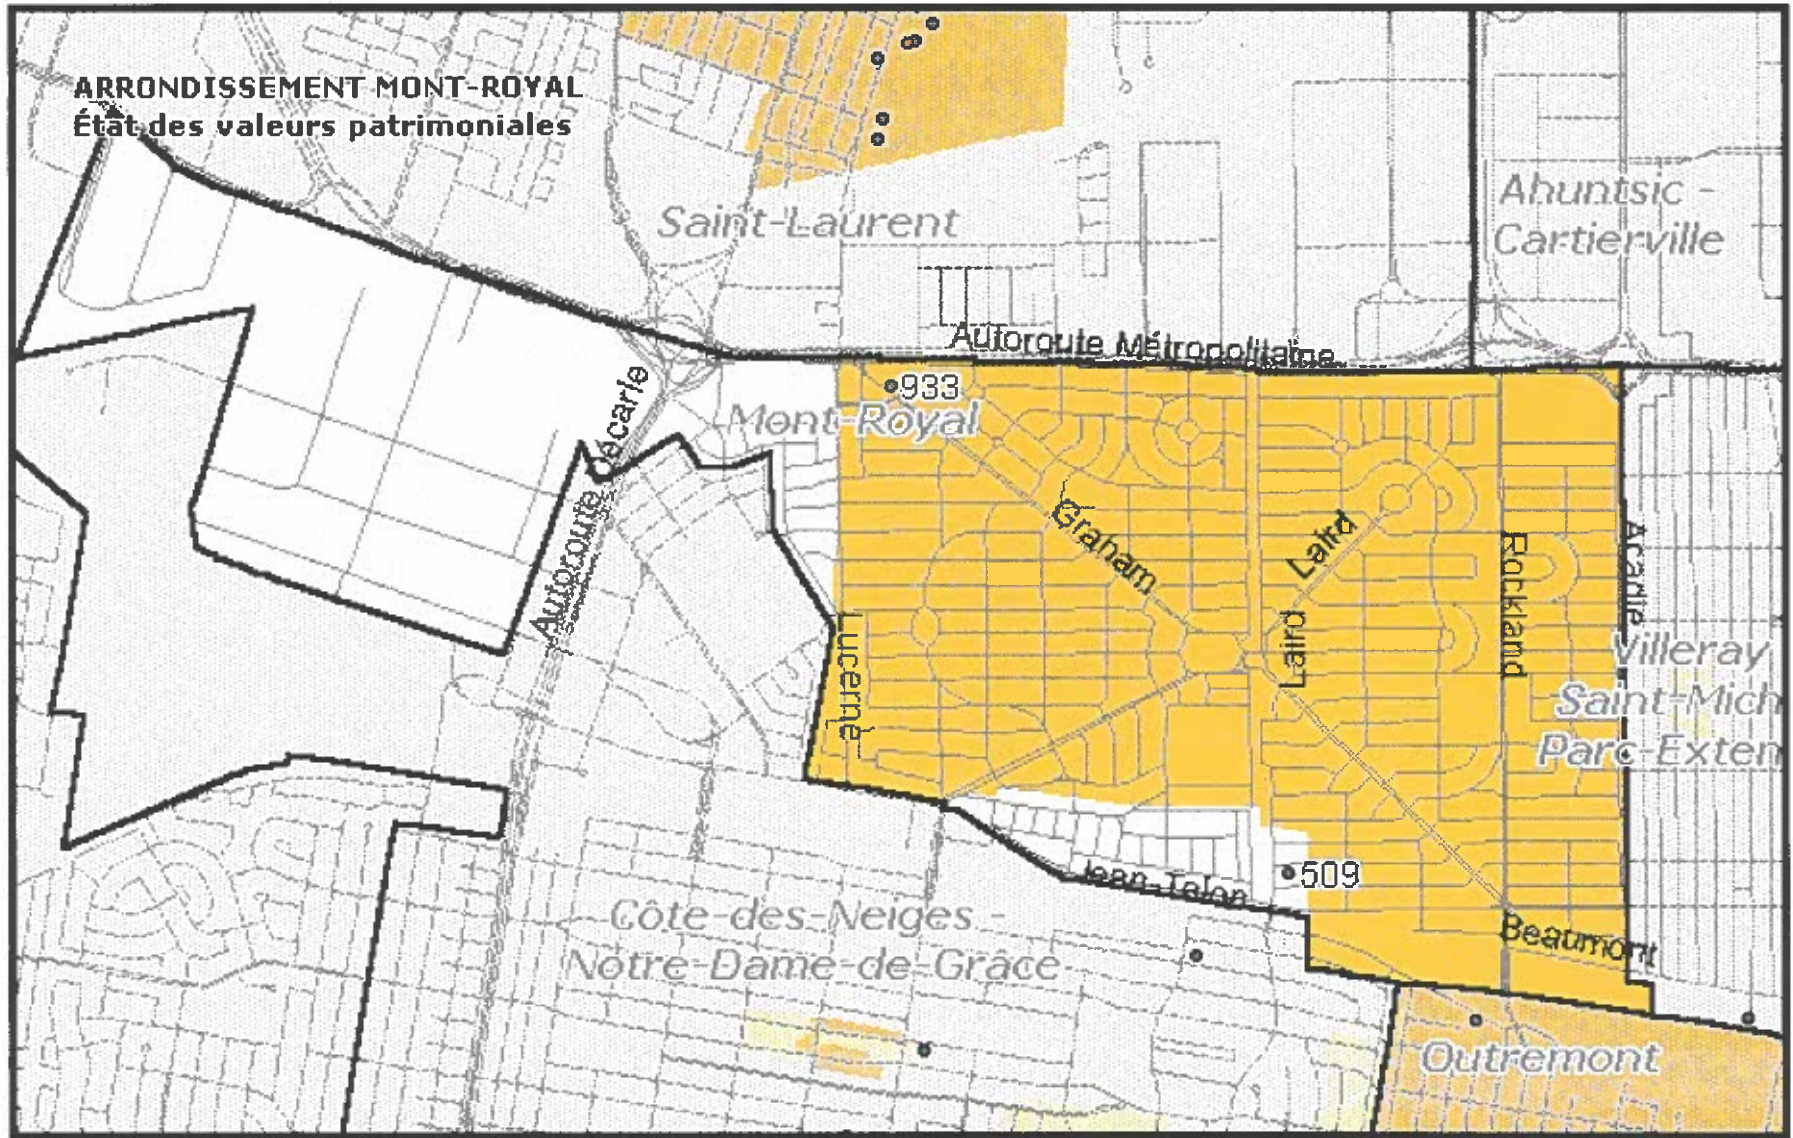 ARRONDISSEMENT MONT-ROYAL
État des valeurs patrimoniales
Saint-Laurent
Ahuntsic -
Cartierville
Autoroute Métropolitaine
933
Mont-Royal
Autoroute Décarie
Graham
Laird
Laird
Rockland
Acadie
Lucerne
Villeray
Saint-Mich
Parc-Exten
509
Jean-Talon
Beaumont
Côte-des-Neiges -
Notre-Dame-de-Grâce
Outremont